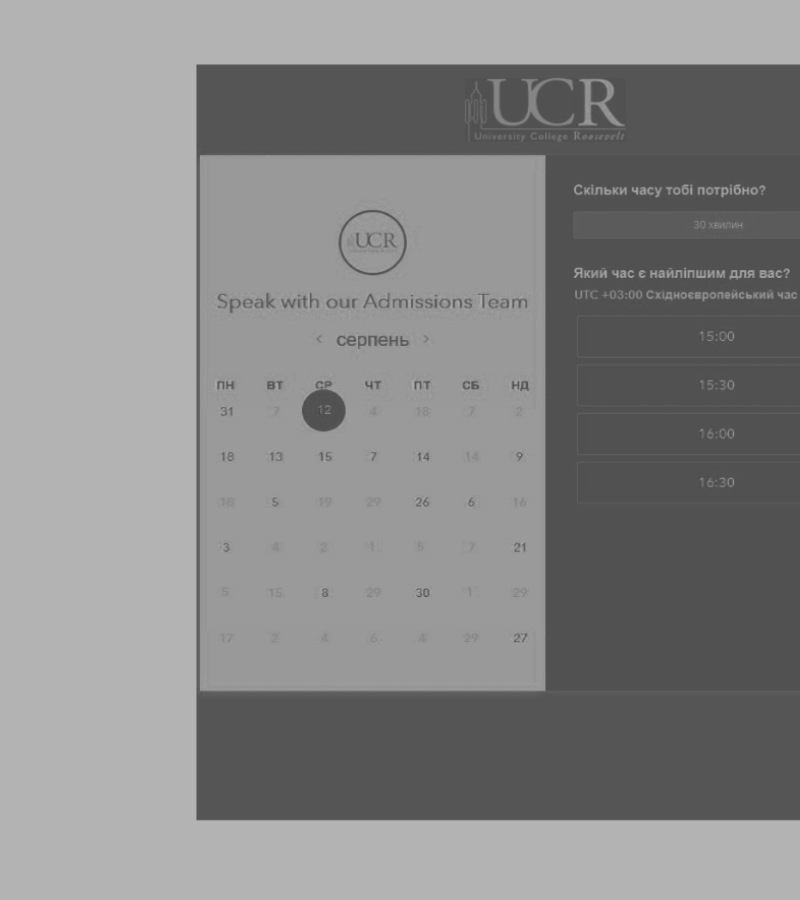 UCR
University College Roosevelt
UCR
Speak with our Admissions Team
< серпень >
ПН ВТ СР ЧТ ПТ СБ НД
31 7 12 4 18 7 2
18 13 15 7 14 14 9
18 5 19 29 26 6 16
3 4 2 1 5 7 21
5 15 8 29 30 1 29
17 2 4 6 4 29 27
Скільки часу тобі потрібно?
30 хвилин
Який час є найліпшим для вас?
UTC +03:00 Східноєвропейський час
15:00
15:30
16:00
16:30